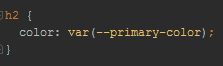 h2 {
color: var(--primary-color);
}